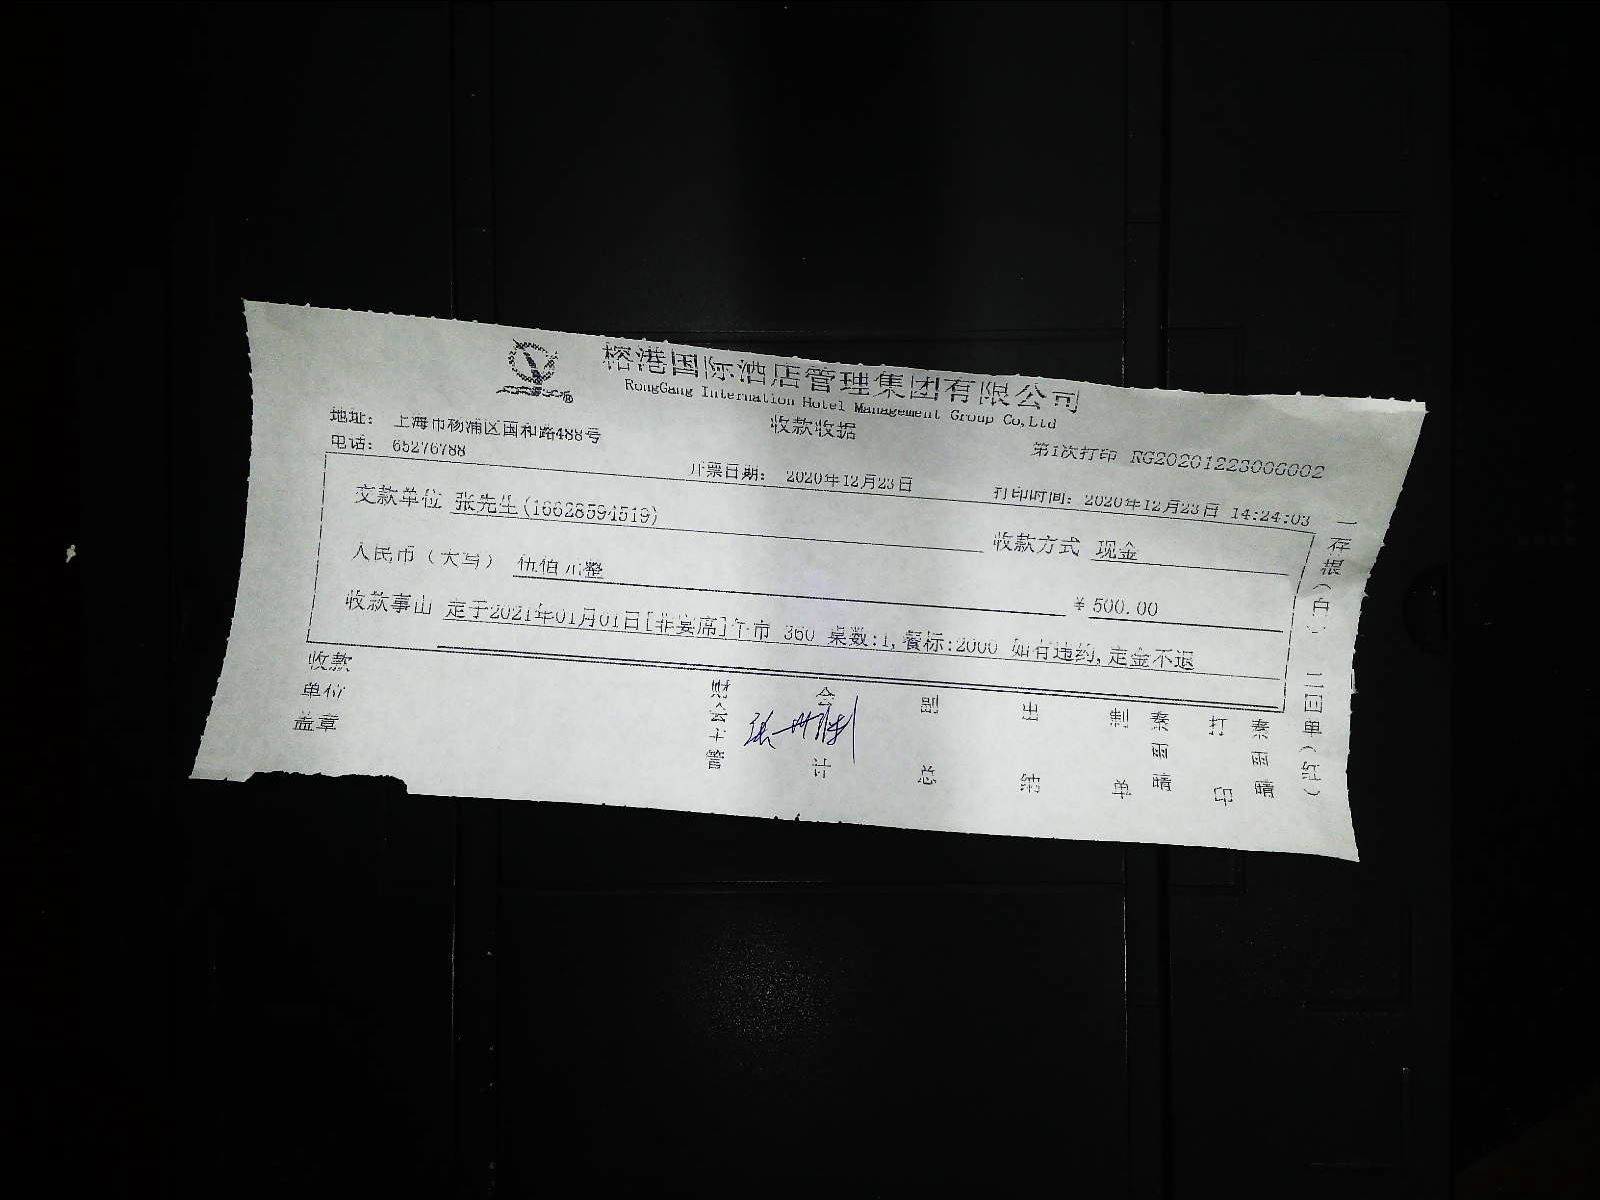 榕港国际酒店管理集团有限公司
RongGang Internation Hotel Management Group Co,Ltd
收款收据
地址： 上海市杨浦区国和路488号
电话： 65276788
第1次打印 RG20201223006002
开票日期： 2020年12月23日
打印时间：2020年12月23日 14:24:03
交款单位 张先生(16628594519)
收款方式 现金
人民币（大写） 伍佰元整
¥ 500.00
收款事由 定于2021年01月01日[非宴席]午市 360 桌数:1,餐标:2000 如有违约,定金不退
收款单位盖章
财会主管
会计
副总
出纳
制单 秦雨晴
打印 秦雨晴
一存根(白) 二回单(红)